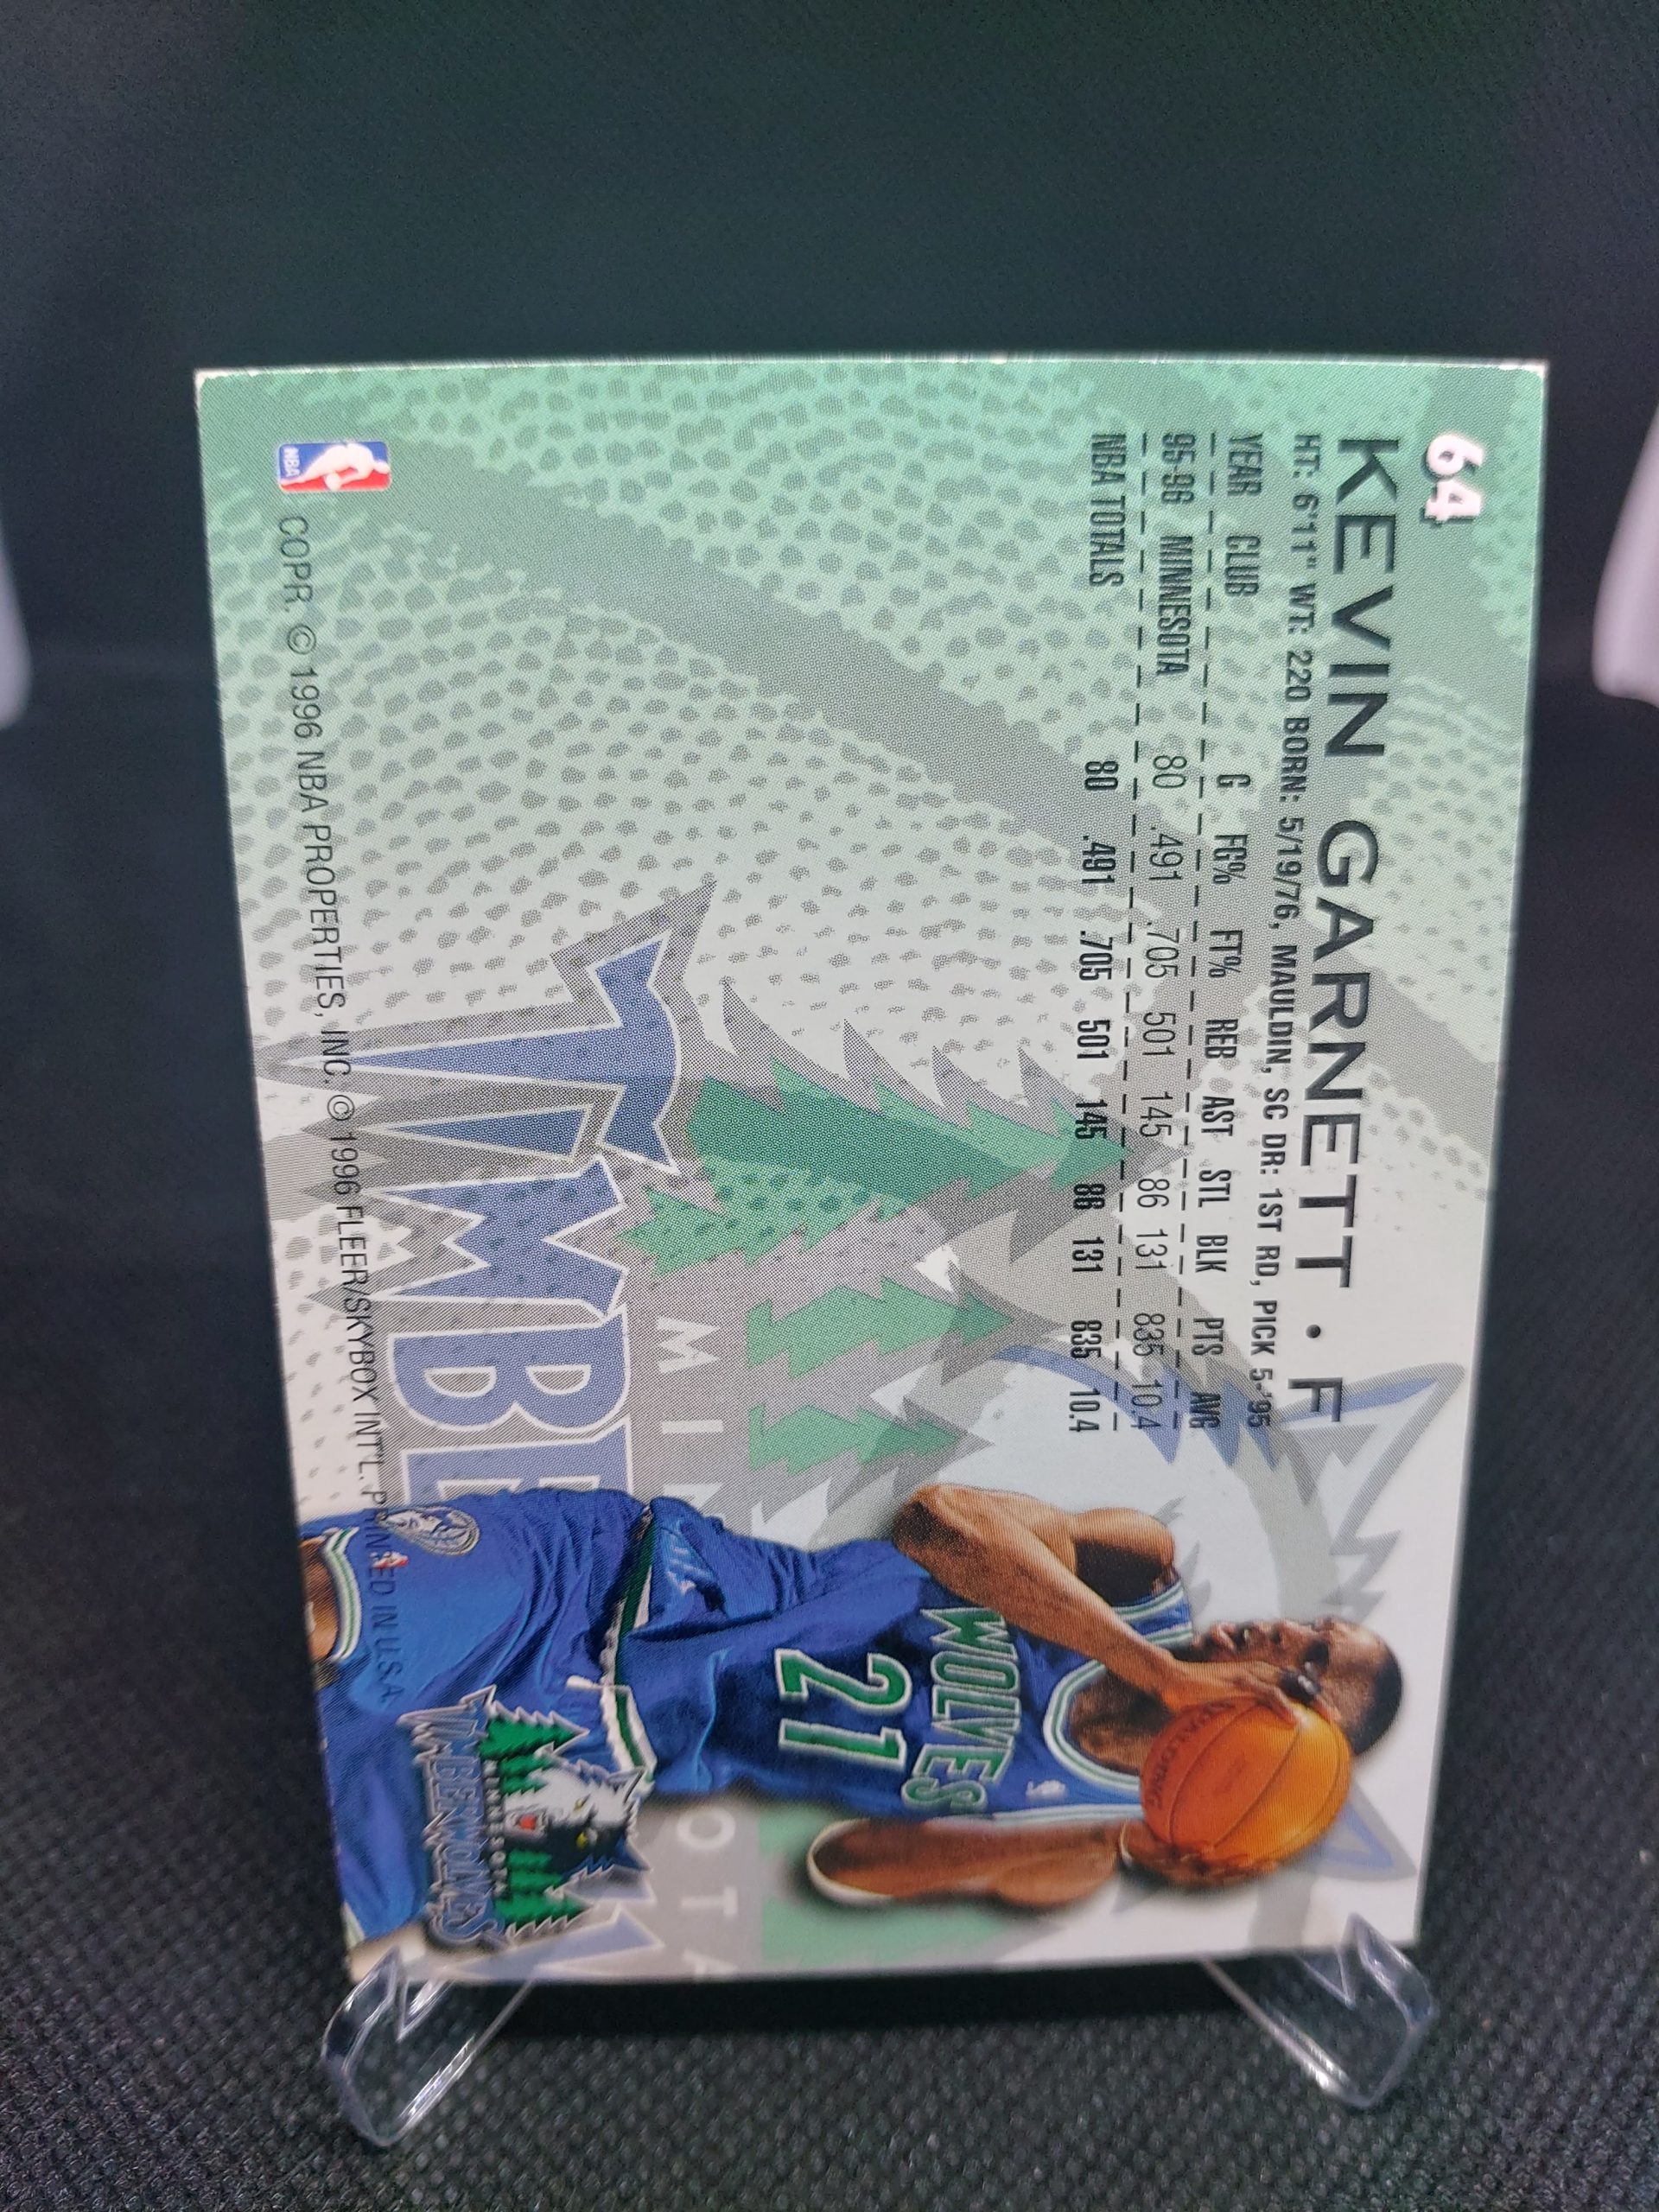 64
KEVIN GARNETT • F
HT: 6'11" WT: 220 BORN: 5/19/76, MAULDIN, SC DR: 1ST RD, PICK 5-'95
YEAR CLUB G FG% FT% REB AST STL BLK PTS AVG
95-96 MINNESOTA 80 .491 .705 501 145 86 131 835 10.4
NBA TOTALS 80 .491 .705 501 145 86 131 835 10.4
WOLVES
21
MINNESOTA
TIMBERWOLVES
MIN
OTA
TIMBE
NBA
COPR. © 1996 NBA PROPERTIES, INC. © 1996 FLEER/SKYBOX INT'L. PRINTED IN U.S.A.